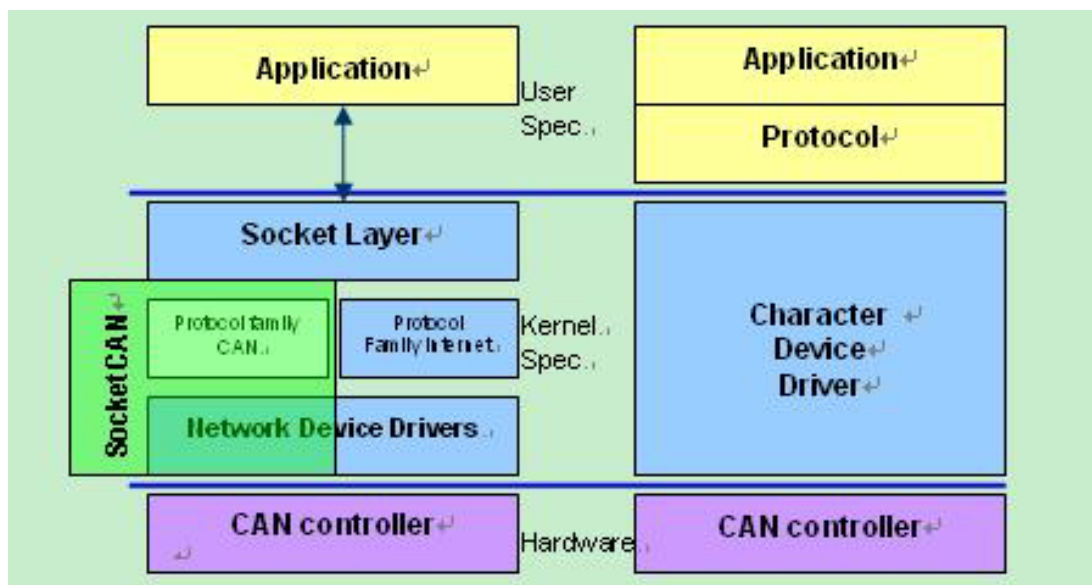 Application
User
Spec.
Socket Layer
SocketCAN
Protocol family
CAN
Protocol
Family Internet
Kernel
Spec.
Network Device Drivers
CAN controller
Hardware
Application
Protocol
Character
Device
Driver
CAN controller